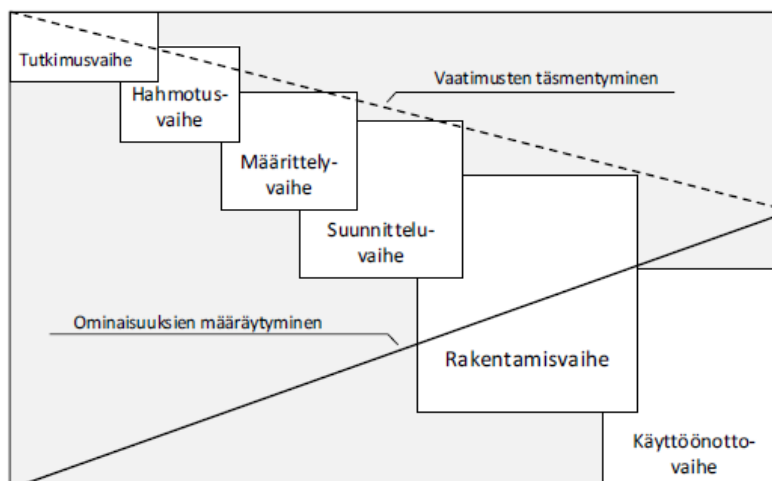 Tutkimusvaihe
Hahmotus-
vaihe
Vaatimusten täsmentyminen
Määrittely-
vaihe
Suunnittelu-
vaihe
Ominaisuuksien määräytyminen
Rakentamisvaihe
Käyttöönotto-
vaihe